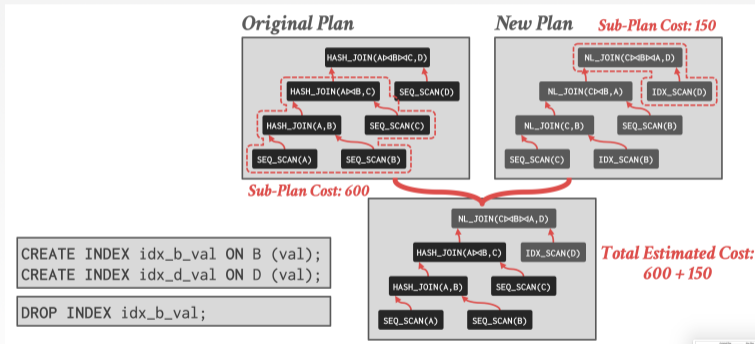 Original Plan
HASH_JOIN(A⋈B⋈C,D)
HASH_JOIN(A⋈B,C)
SEQ_SCAN(D)
HASH_JOIN(A,B)
SEQ_SCAN(C)
SEQ_SCAN(A)
SEQ_SCAN(B)
Sub-Plan Cost: 600
New Plan
Sub-Plan Cost: 150
NL_JOIN(C⋈B⋈A,D)
NL_JOIN(C⋈B,A)
IDX_SCAN(D)
NL_JOIN(C,B)
SEQ_SCAN(B)
SEQ_SCAN(C)
IDX_SCAN(B)
NL_JOIN(C⋈B⋈A,D)
HASH_JOIN(A⋈B,C)
IDX_SCAN(D)
HASH_JOIN(A,B)
SEQ_SCAN(C)
SEQ_SCAN(A)
SEQ_SCAN(B)
Total Estimated Cost:
600 + 150
CREATE INDEX idx_b_val ON B (val);
CREATE INDEX idx_d_val ON D (val);
DROP INDEX idx_b_val;